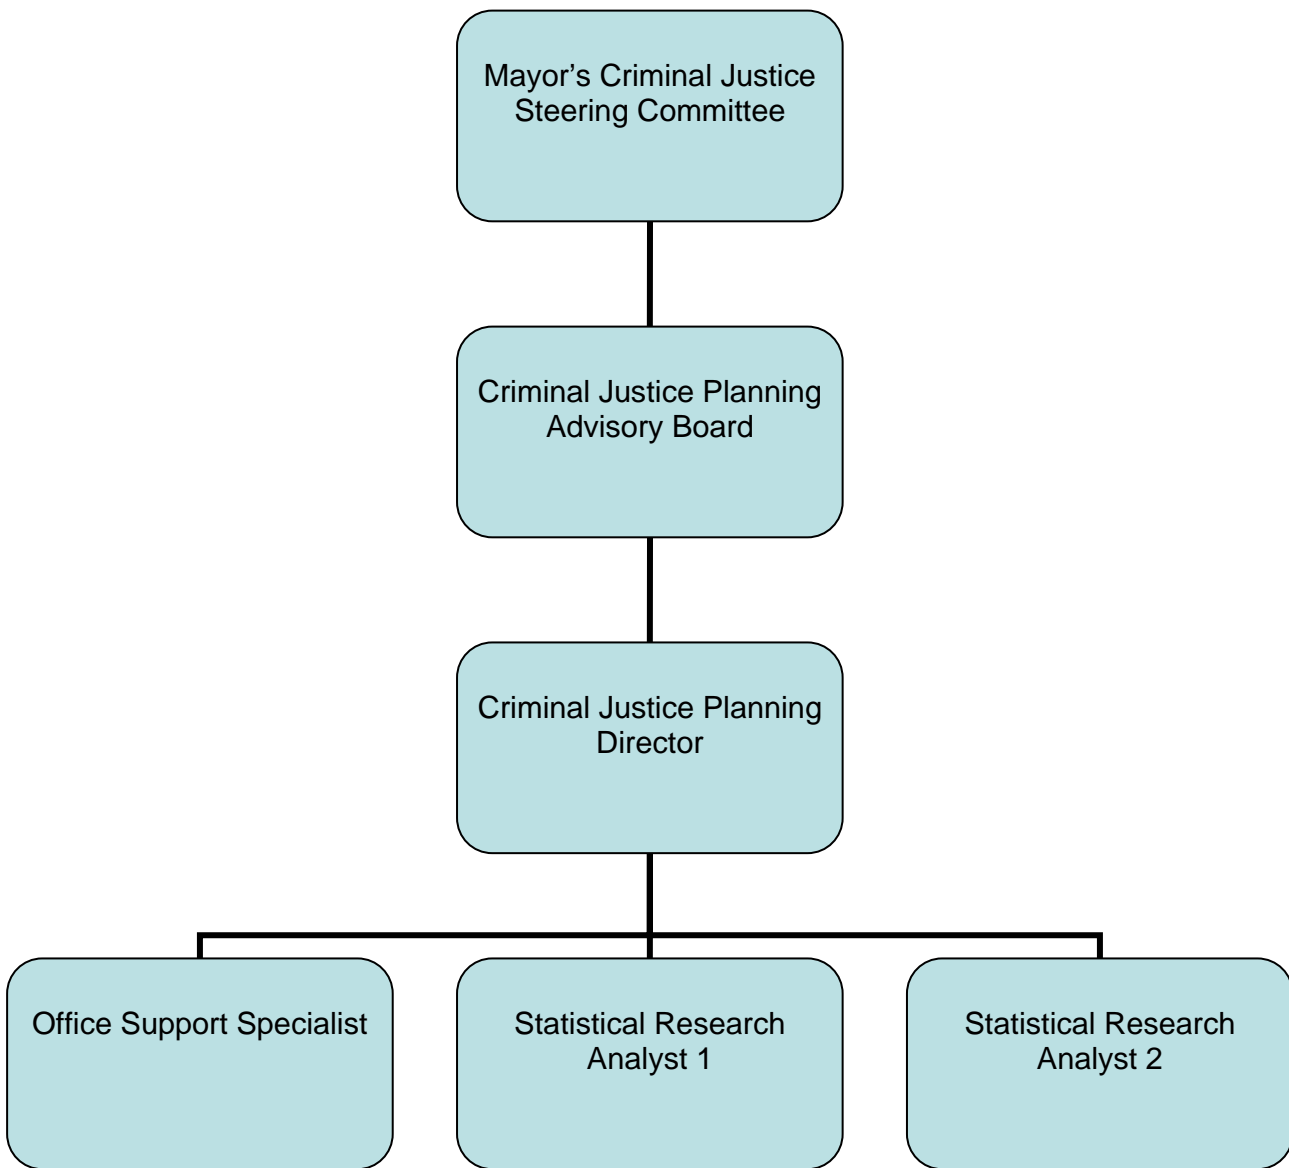 Mayor’s Criminal Justice
Steering Committee
Criminal Justice Planning
Advisory Board
Criminal Justice Planning
Director
Office Support Specialist
Statistical Research
Analyst 1
Statistical Research
Analyst 2